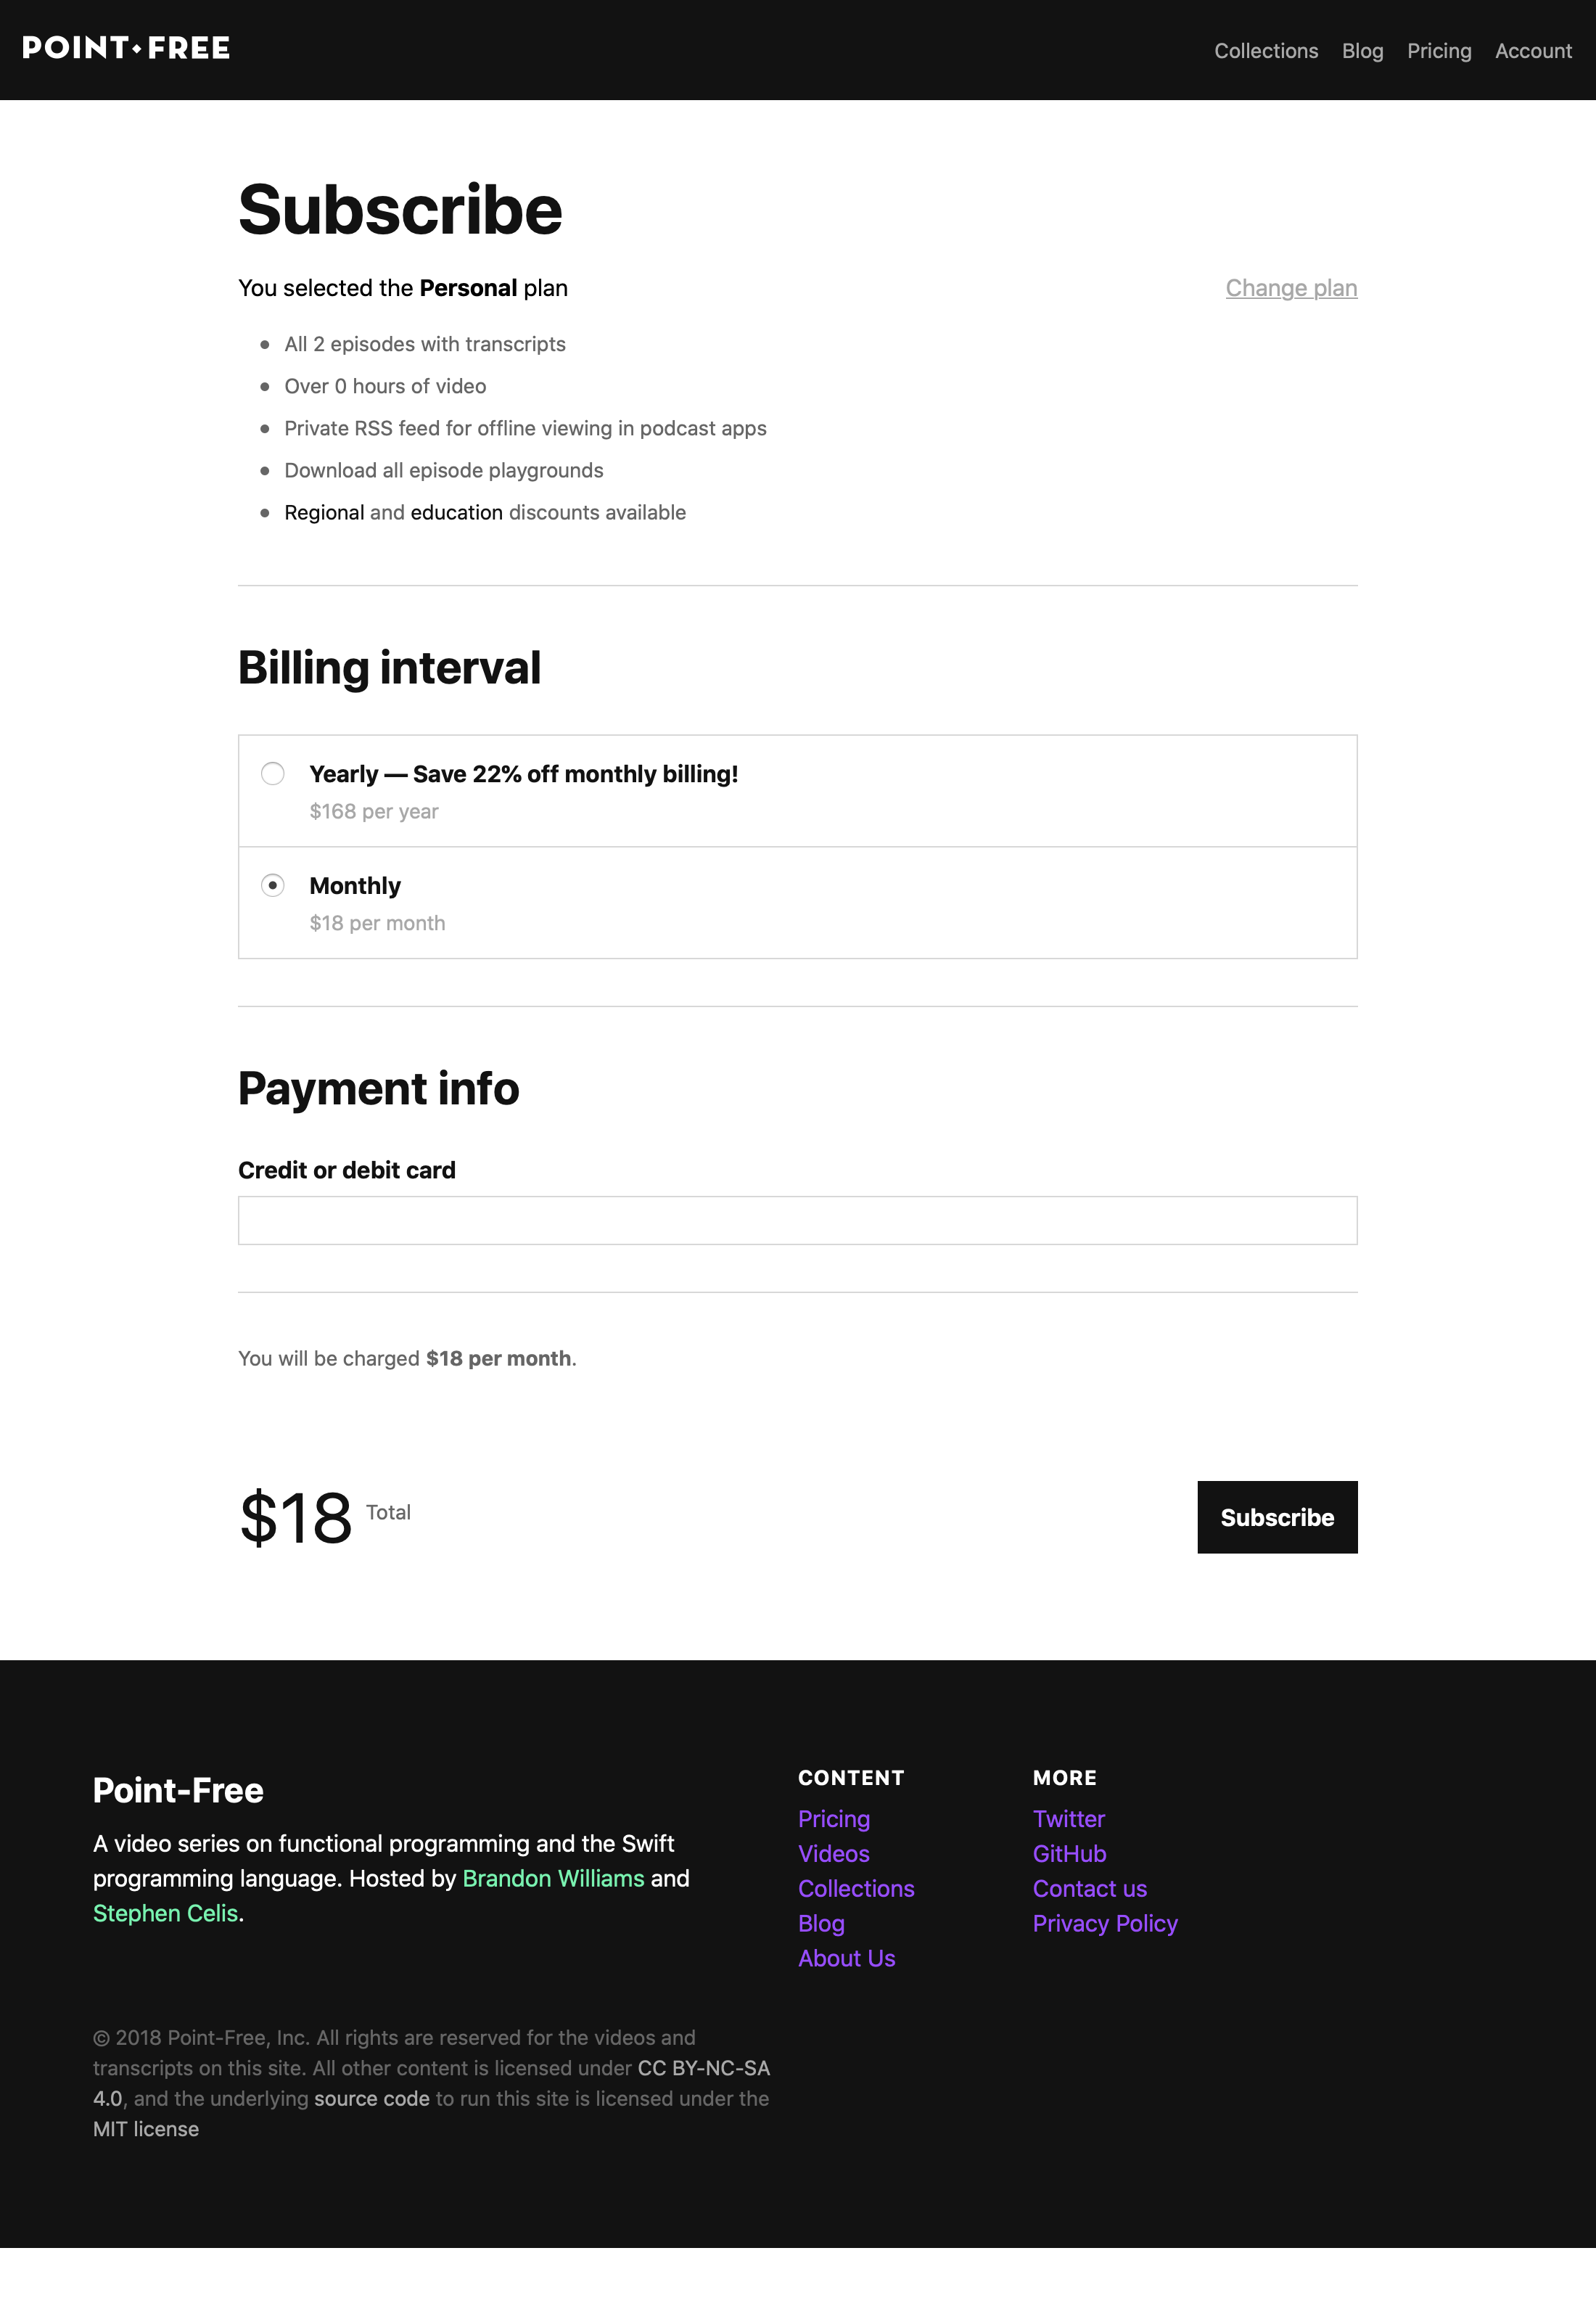 POINT FREE
Collections Blog Pricing Account
Subscribe
You selected the Personal plan
Change plan
All 2 episodes with transcripts
Over 0 hours of video
Private RSS feed for offline viewing in podcast apps
Download all episode playgrounds
Regional and education discounts available
Billing interval
Yearly — Save 22% off monthly billing!
$168 per year
Monthly
$18 per month
Payment info
Credit or debit card
You will be charged $18 per month.
$18 Total
Subscribe
Point-Free
A video series on functional programming and the Swift
programming language. Hosted by Brandon Williams and
Stephen Celis.
CONTENT
Pricing
Videos
Collections
Blog
About Us
MORE
Twitter
GitHub
Contact us
Privacy Policy
© 2018 Point-Free, Inc. All rights are reserved for the videos and
transcripts on this site. All other content is licensed under CC BY-NC-SA
4.0, and the underlying source code to run this site is licensed under the
MIT license